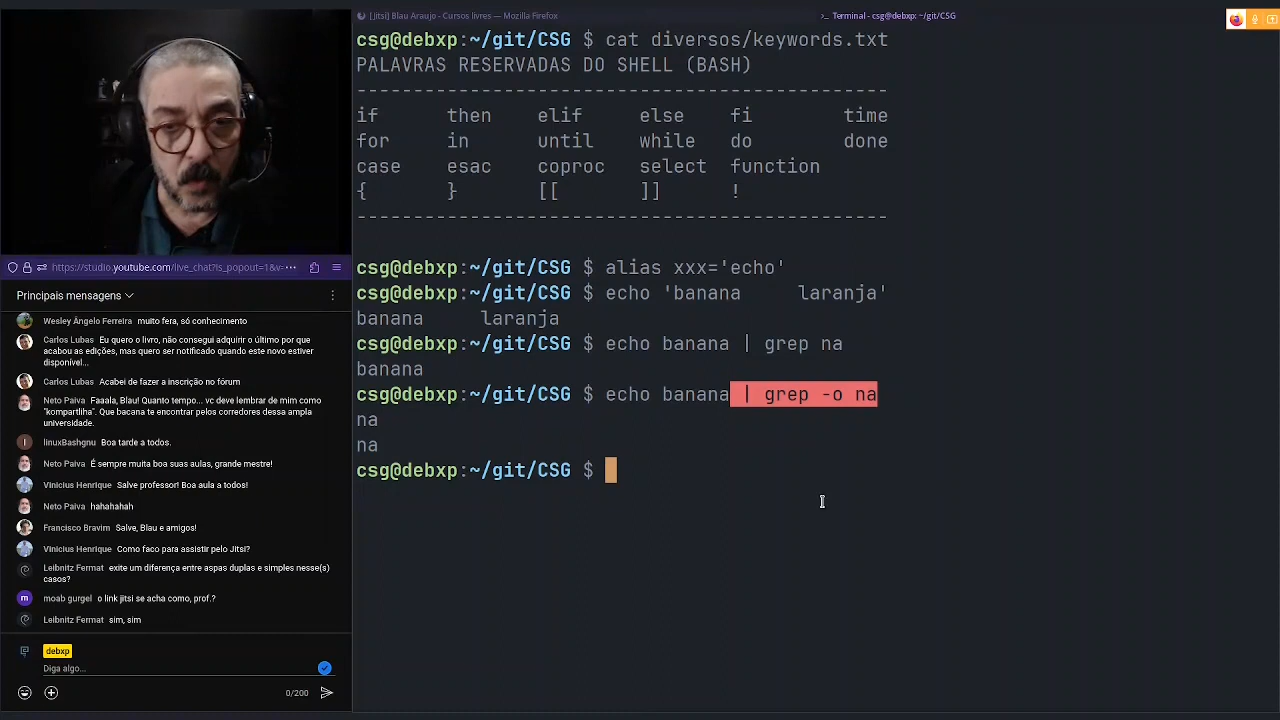 [Jitsi] Blau Araujo - Cursos livres — Mozilla Firefox
>_ Terminal - csg@debxp: ~/git/CSG
csg@debxp:~/git/CSG $ cat diversos/keywords.txt
PALAVRAS RESERVADAS DO SHELL (BASH)
-----------------------------------------------
if then elif else fi time
for in until while do done
case esac coproc select function
{ } [[ ]] !
-----------------------------------------------
csg@debxp:~/git/CSG $ alias xxx='echo'
csg@debxp:~/git/CSG $ echo 'banana     laranja'
banana     laranja
csg@debxp:~/git/CSG $ echo banana | grep na
banana
csg@debxp:~/git/CSG $ echo banana | grep -o na
na
na
csg@debxp:~/git/CSG $
https://studio.youtube.com/live_chat?is_popout=1&v=
Principais mensagens
Wesley Ângelo Ferreira muito fera, só conhecimento
Carlos Lubas Eu quero o livro, não consegui adquirir o último por que
acabou as edições, mas quero ser notificado quando este novo estiver
disponível...
Carlos Lubas Acabei de fazer a inscrição no fórum
Neto Paiva Faaala, Blau! Quanto tempo... vc deve lembrar de mim como
"kompartlha". Que bacana te encontrar pelos corredores dessa ampla
universidade.
linuxBashgnu Boa tarde a todos.
Neto Paiva É sempre muita boa suas aulas, grande mestre!
Vinicius Henrique Salve professor! Boa aula a todos!
Neto Paiva hahahahah
Francisco Bravim Salve, Blau e amigos!
Vinicius Henrique Como faco para assistir pelo Jitsi?
Leibnitz Fermat exite um diferença entre aspas duplas e simples nesse(s)
casos?
moab gurgel o link jitsi se acha como, prof.?
Leibnitz Fermat sim, sim
debxp
Diga algo...
0/200